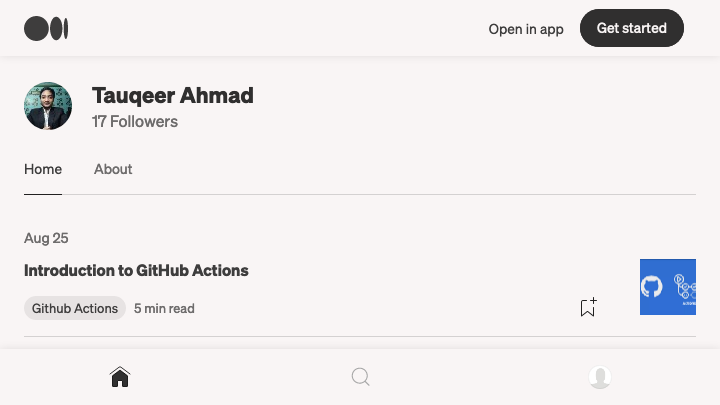 Open in app
Get started
Tauqeer Ahmad
17 Followers
Home
About
Aug 25
Introduction to GitHub Actions
Github Actions
5 min read